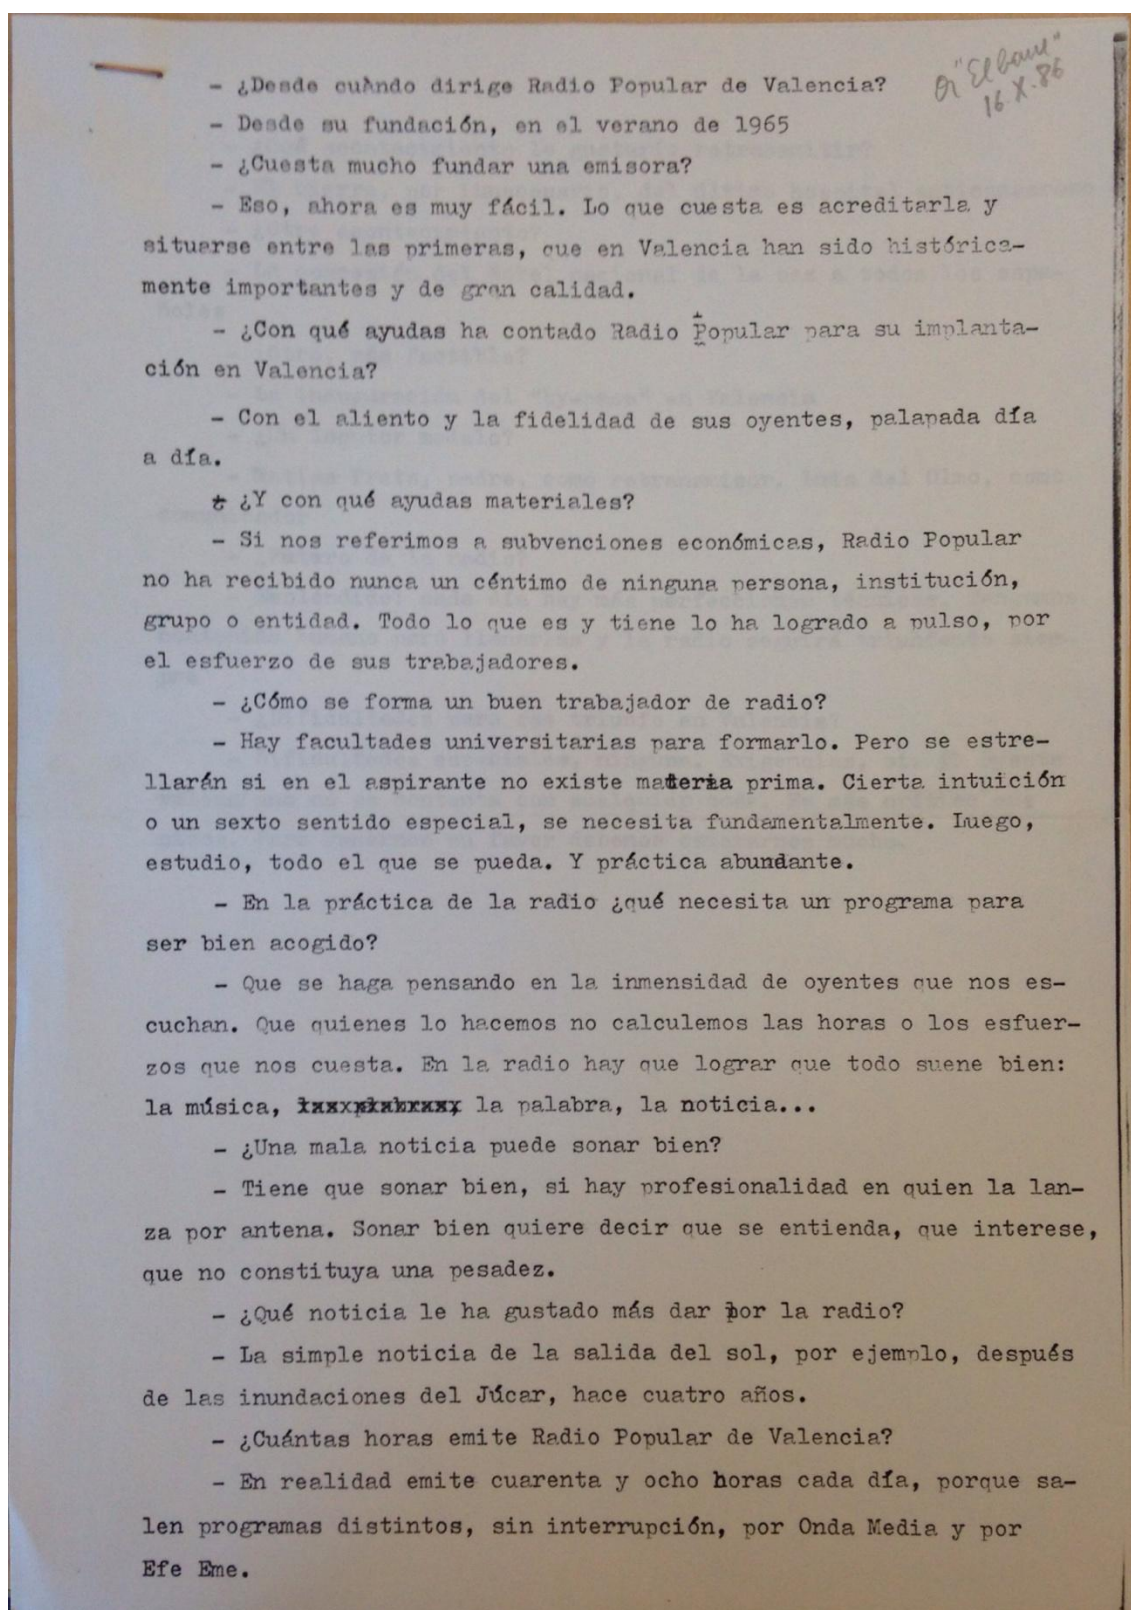 "El
16-X-86
- ¿Desde cuándo dirige Radio Popular de Valencia?
- Desde su fundación, en el verano de 1965
- ¿Cuesta mucho fundar una emisora?
- Eso, ahora es muy fácil. Lo que cuesta es acreditarla y
situarse entre las primeras, que en Valencia han sido histórica-
mente importantes y de gran calidad.
- ¿Con qué ayudas ha contado Radio Popular para su implanta-
ción en Valencia?
- Con el aliento y la fidelidad de sus oyentes, palapada día
a día.
- ¿Y con qué ayudas materiales?
- Si nos referimos a subvenciones económicas, Radio Popular
no ha recibido nunca un céntimo de ninguna persona, institución,
grupo o entidad. Todo lo que es y tiene lo ha logrado a pulso, por
el esfuerzo de sus trabajadores.
- ¿Cómo se forma un buen trabajador de radio?
- Hay facultades universitarias para formarlo. Pero se estre-
llarán si en el aspirante no existe materia prima. Cierta intuición
o un sexto sentido especial, se necesita fundamentalmente. Luego,
estudio, todo el que se pueda. Y práctica abundante.
- En la práctica de la radio ¿qué necesita un programa para
ser bien acogido?
- Que se haga pensando en la inmensidad de oyentes que nos es-
cuchan. Que quienes lo hacemos no calculemos las horas o los esfuer-
zos que nos cuesta. En la radio hay que lograr que todo suene bien:
la música, la palabra, la noticia...
- ¿Una mala noticia puede sonar bien?
- Tiene que sonar bien, si hay profesionalidad en quien la lan-
za por antena. Sonar bien quiere decir que se entienda, que interese,
que no constituya una pesadez.
- ¿Qué noticia le ha gustado más dar por la radio?
- La simple noticia de la salida del sol, por ejemplo, después
de las inundaciones del Júcar, hace cuatro años.
- ¿Cuántas horas emite Radio Popular de Valencia?
- En realidad emite cuarenta y ocho horas cada día, porque sa-
len programas distintos, sin interrupción, por Onda Media y por
Efe Eme.